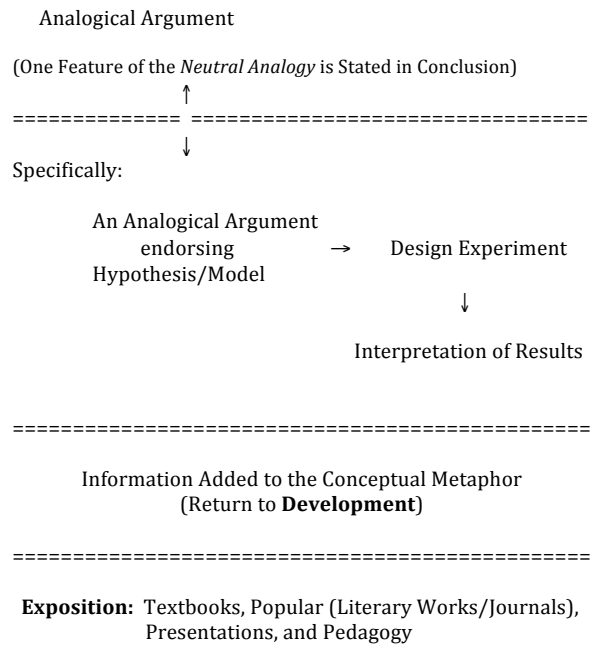 Analogical Argument
(One Feature of the Neutral Analogy is Stated in Conclusion)
↑
============== =================================
↓
Specifically:
An Analogical Argument
endorsing → Design Experiment
Hypothesis/Model
↓
Interpretation of Results
================================================
Information Added to the Conceptual Metaphor
(Return to Development)
================================================
Exposition: Textbooks, Popular (Literary Works/Journals),
Presentations, and Pedagogy